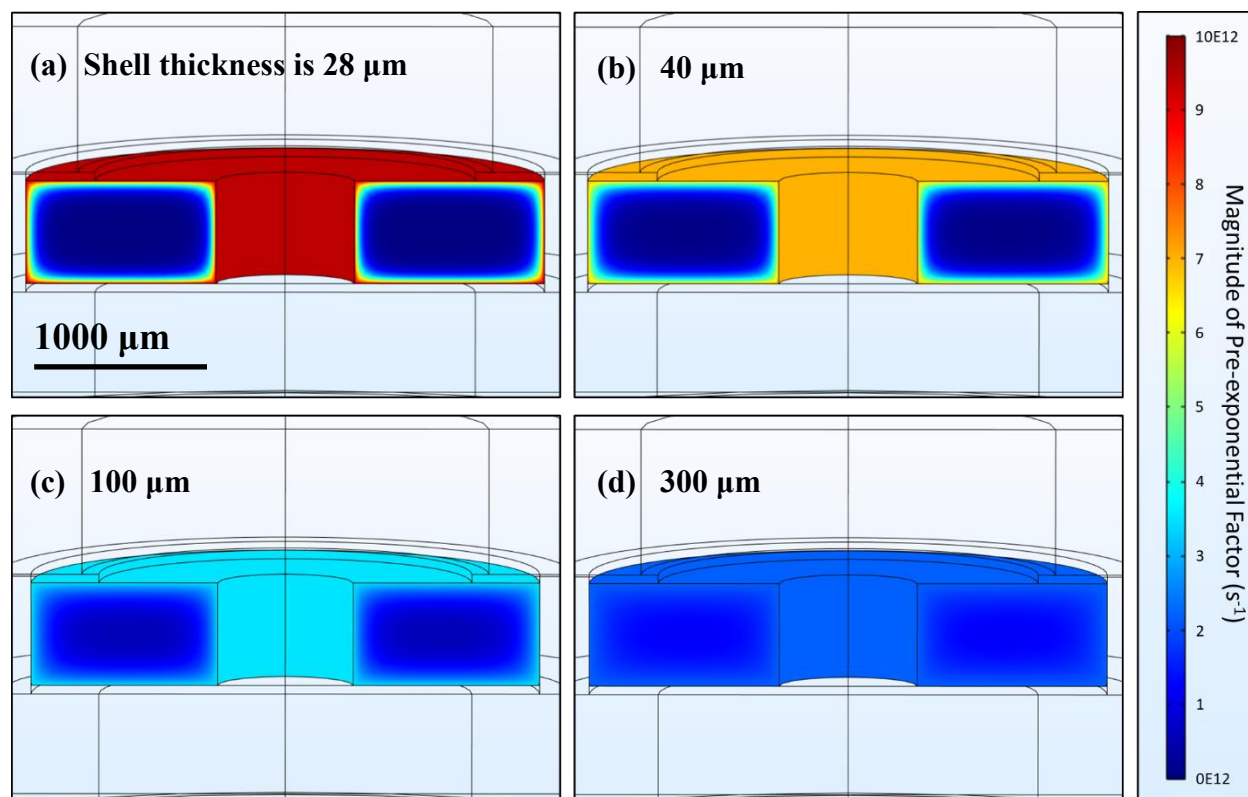 (a) Shell thickness is 28 µm
(b) 40 µm
1000 µm
(c) 100 µm
(d) 300 µm
10E12
9
8
7
6
5
4
3
2
1
0E12
Magnitude of Pre-exponential Factor (s⁻¹)